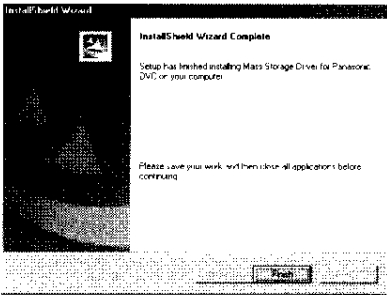 InstallShield Wizard
InstallShield Wizard Complete
Setup has finished installing Mass Storage Driver for Panasonic
DVD on your computer
Please save your work and then close all applications before
continuing
Finish